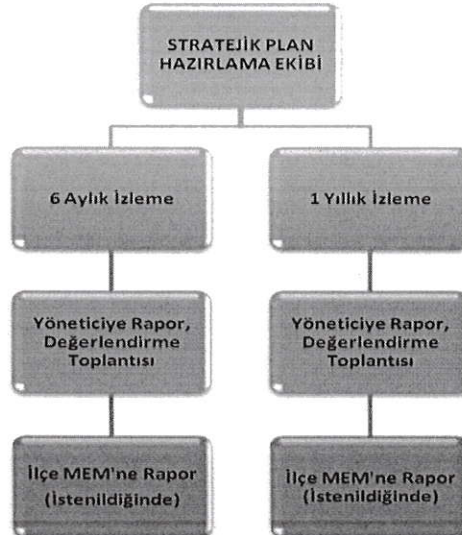 STRATEJİK PLAN
HAZIRLAMA EKİBİ
6 Aylık İzleme
1 Yıllık İzleme
Yöneticiye Rapor,
Değerlendirme
Toplantısı
Yöneticiye Rapor,
Değerlendirme
Toplantısı
İlçe MEM'ne Rapor
(İstenildiğinde)
İlçe MEM'ne Rapor
(İstenildiğinde)